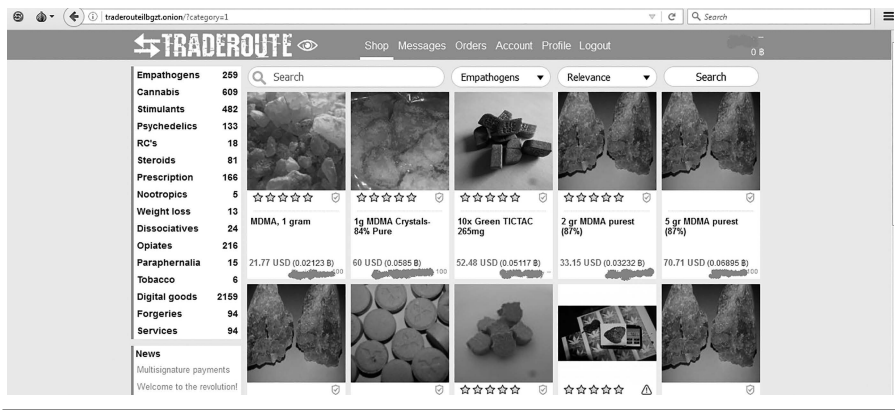 traderouteilbgzt.onion/?category=1
Search
TRADEROUTE
Shop Messages Orders Account Profile Logout
0 ฿
Empathogens 259
Cannabis 609
Stimulants 482
Psychedelics 133
RC's 18
Steroids 81
Prescription 166
Nootropics 5
Weight loss 13
Dissociatives 24
Opiates 216
Paraphernalia 15
Tobacco 6
Digital goods 2159
Forgeries 94
Services 94
News
Multisignature payments
Welcome to the revolution!
Search
Empathogens
Relevance
Search
MDMA, 1 gram
21.77 USD (0.02123 ฿)
100
1g MDMA Crystals-
84% Pure
60 USD (0.0585 ฿)
100
10x Green TICTAC
265mg
52.48 USD (0.05117 ฿)
2 gr MDMA purest
(87%)
33.15 USD (0.03232 ฿)
5 gr MDMA purest
(87%)
70.71 USD (0.06895 ฿)
100